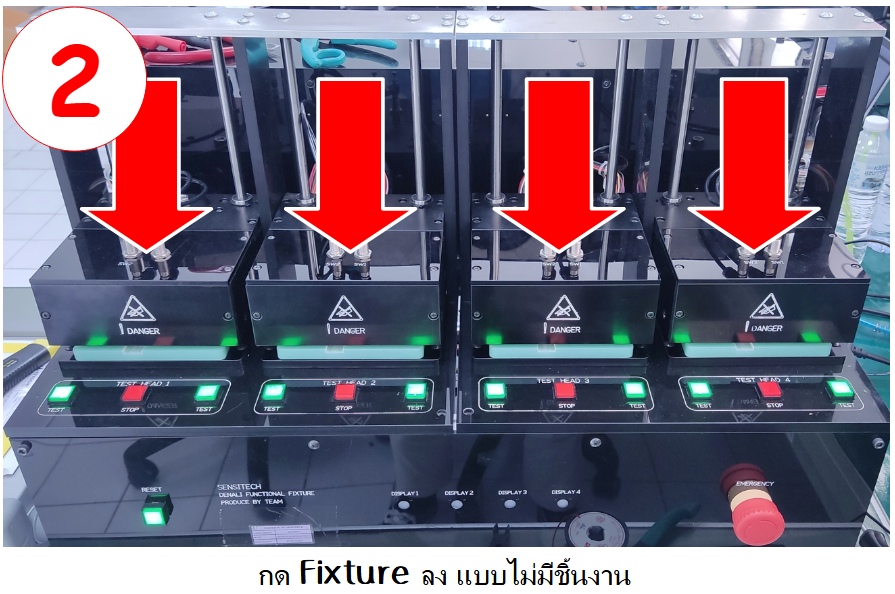 2
! DANGER
! DANGER
! DANGER
! DANGER
TEST HEAD 1
TEST HEAD 2
TEST HEAD 3
TEST HEAD 4
TEST STOP TEST
TEST STOP TEST
TEST STOP TEST
TEST STOP TEST
RESET
SENSITECH
DENALI FUNCTIONAL FIXTURE
PRODUCE BY TEAM
DISPLAY 1 DISPLAY 2 DISPLAY 3 DISPLAY 4
EMERGENCY
กด Fixture ลง แบบไม่มีชิ้นงาน